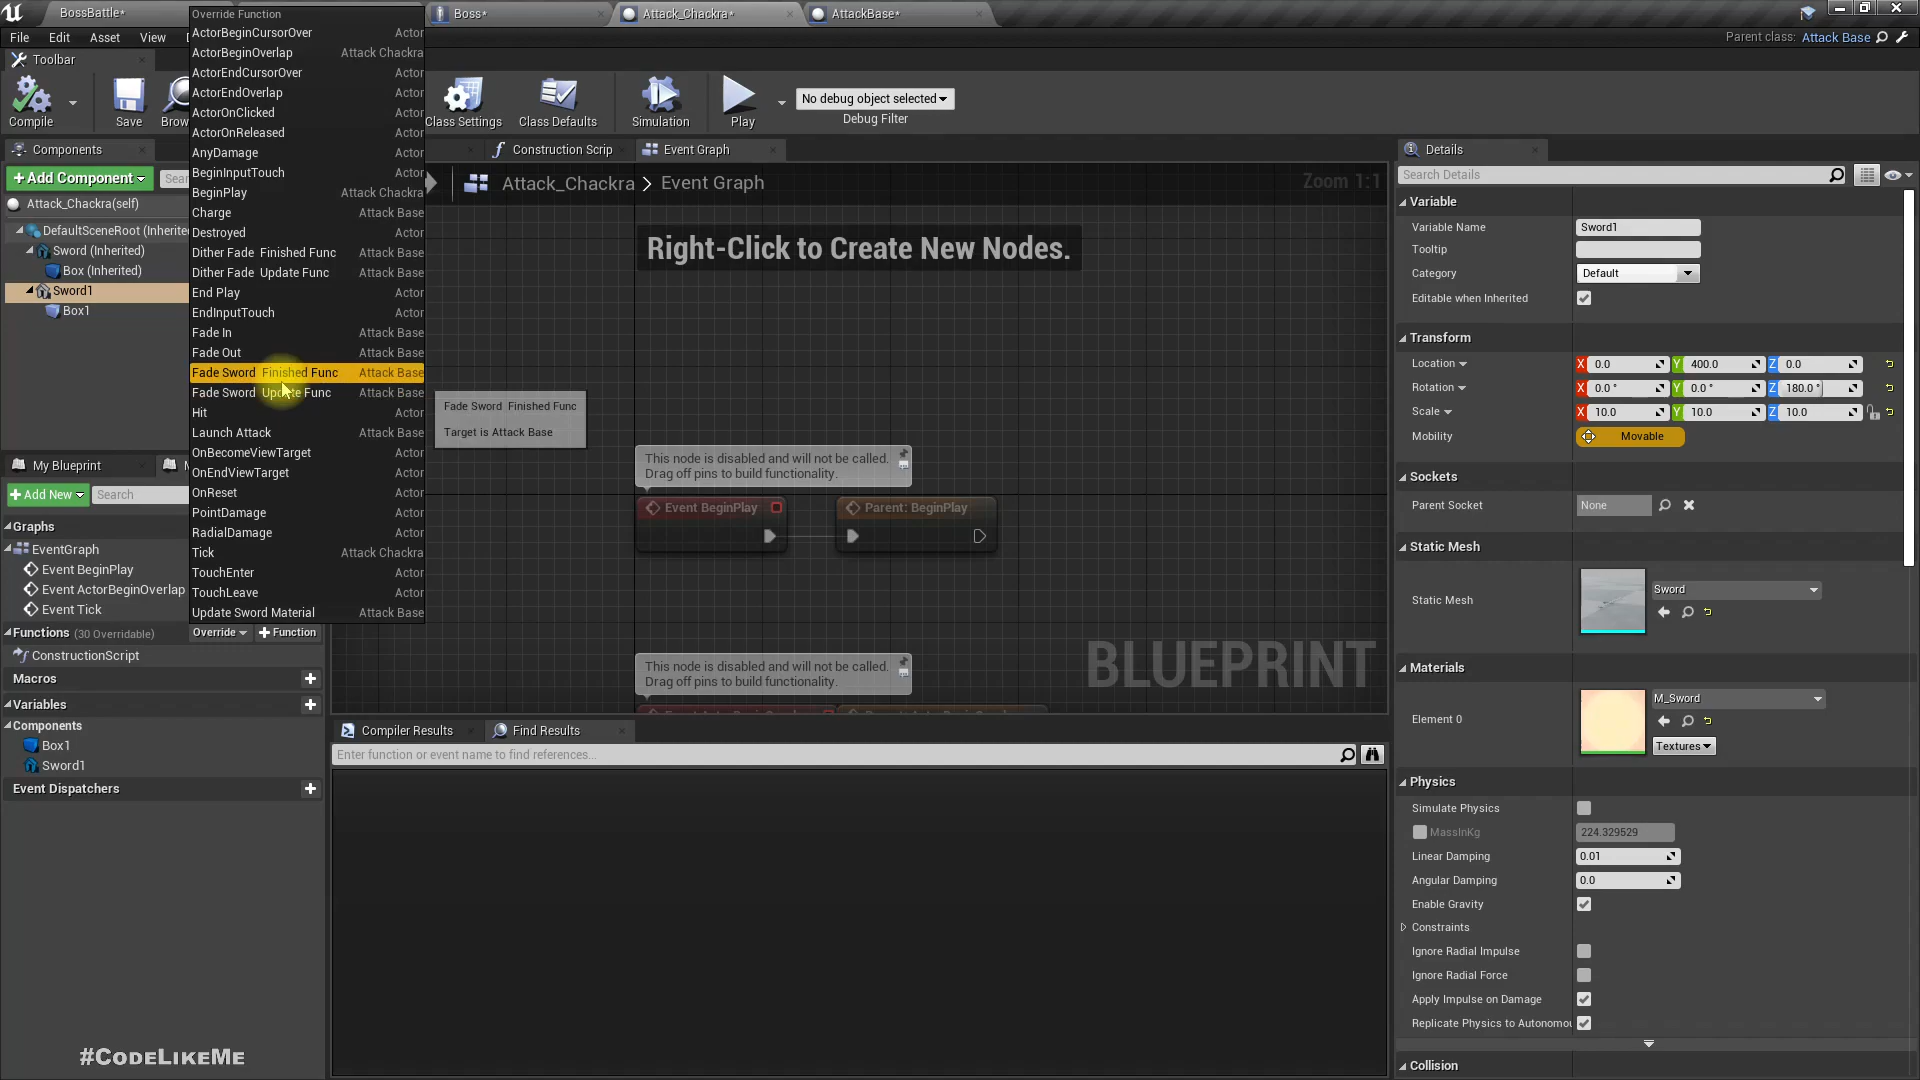 BossBattle*
Boss*
Attack_Chackra*
AttackBase*
File
Edit
Asset
View
Parent class:
Attack Base
Toolbar
Compile
Save
Brow
Class Settings
Class Defaults
Simulation
Play
No debug object selected
Debug Filter
Components
+ Add Component
Sear
Attack_Chackra(self)
DefaultSceneRoot (Inherite
Sword (Inherited)
Box (Inherited)
Sword1
Box1
Override Function
ActorBeginCursorOver Actor
ActorBeginOverlap Attack Chackra
ActorEndCursorOver Actor
ActorEndOverlap Actor
ActorOnClicked Actor
ActorOnReleased Actor
AnyDamage Actor
BeginInputTouch Actor
BeginPlay Attack Chackra
Charge Attack Base
Destroyed Actor
Dither Fade Finished Func Attack Base
Dither Fade Update Func Attack Base
End Play Actor
EndInputTouch Actor
Fade In Attack Base
Fade Out Attack Base
Fade Sword Finished Func Attack Base
Fade Sword Update Func Attack Base
Hit Actor
Launch Attack Attack Base
OnBecomeViewTarget Actor
OnEndViewTarget Actor
OnReset Actor
PointDamage Actor
RadialDamage Actor
Tick Attack Chackra
TouchEnter Actor
TouchLeave Actor
Update Sword Material Attack Base
Fade Sword Finished Func
Target is Attack Base
Construction Scrip
Event Graph
Attack_Chackra > Event Graph
Zoom 1:1
Right-Click to Create New Nodes.
This node is disabled and will not be called.
Drag off pins to build functionality.
Event BeginPlay
Parent: BeginPlay
This node is disabled and will not be called.
Drag off pins to build functionality.
BLUEPRINT
My Blueprint
+ Add New
Search
Graphs
EventGraph
Event BeginPlay
Event ActorBeginOverlap
Event Tick
Functions (30 Overridable)
Override
+ Function
ConstructionScript
Macros
Variables
Components
Box1
Sword1
Event Dispatchers
Compiler Results
Find Results
Enter function or event name to find references...
Details
Search Details
Variable
Variable Name Sword1
Tooltip
Category Default
Editable when Inherited
Transform
Location X 0.0 Y 400.0 Z 0.0
Rotation X 0.0 ° Y 0.0 ° Z 180.0 °
Scale X 10.0 Y 10.0 Z 10.0
Mobility Movable
Sockets
Parent Socket None
Static Mesh
Static Mesh Sword
Materials
Element 0 M_Sword
Textures
Physics
Simulate Physics
MassInKg 224.329529
Linear Damping 0.01
Angular Damping 0.0
Enable Gravity
Constraints
Ignore Radial Impulse
Ignore Radial Force
Apply Impulse on Damage
Replicate Physics to Autonomou
Collision
#CODELIKEME